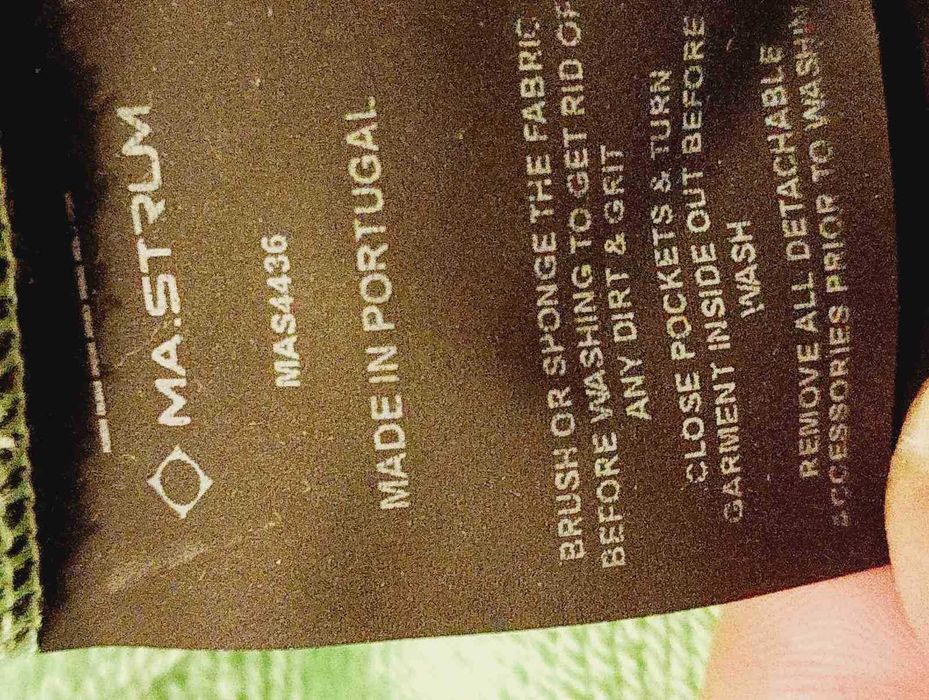 MA.STRUM
MAS4436
MADE IN PORTUGAL
BRUSH OR SPONGE THE FABRIC
BEFORE WASHING TO GET RID OF
ANY DIRT & GRIT
CLOSE POCKETS & TURN
GARMENT INSIDE OUT BEFORE
WASH
REMOVE ALL DETACHABLE
ACCESSORIES PRIOR TO WASHIN